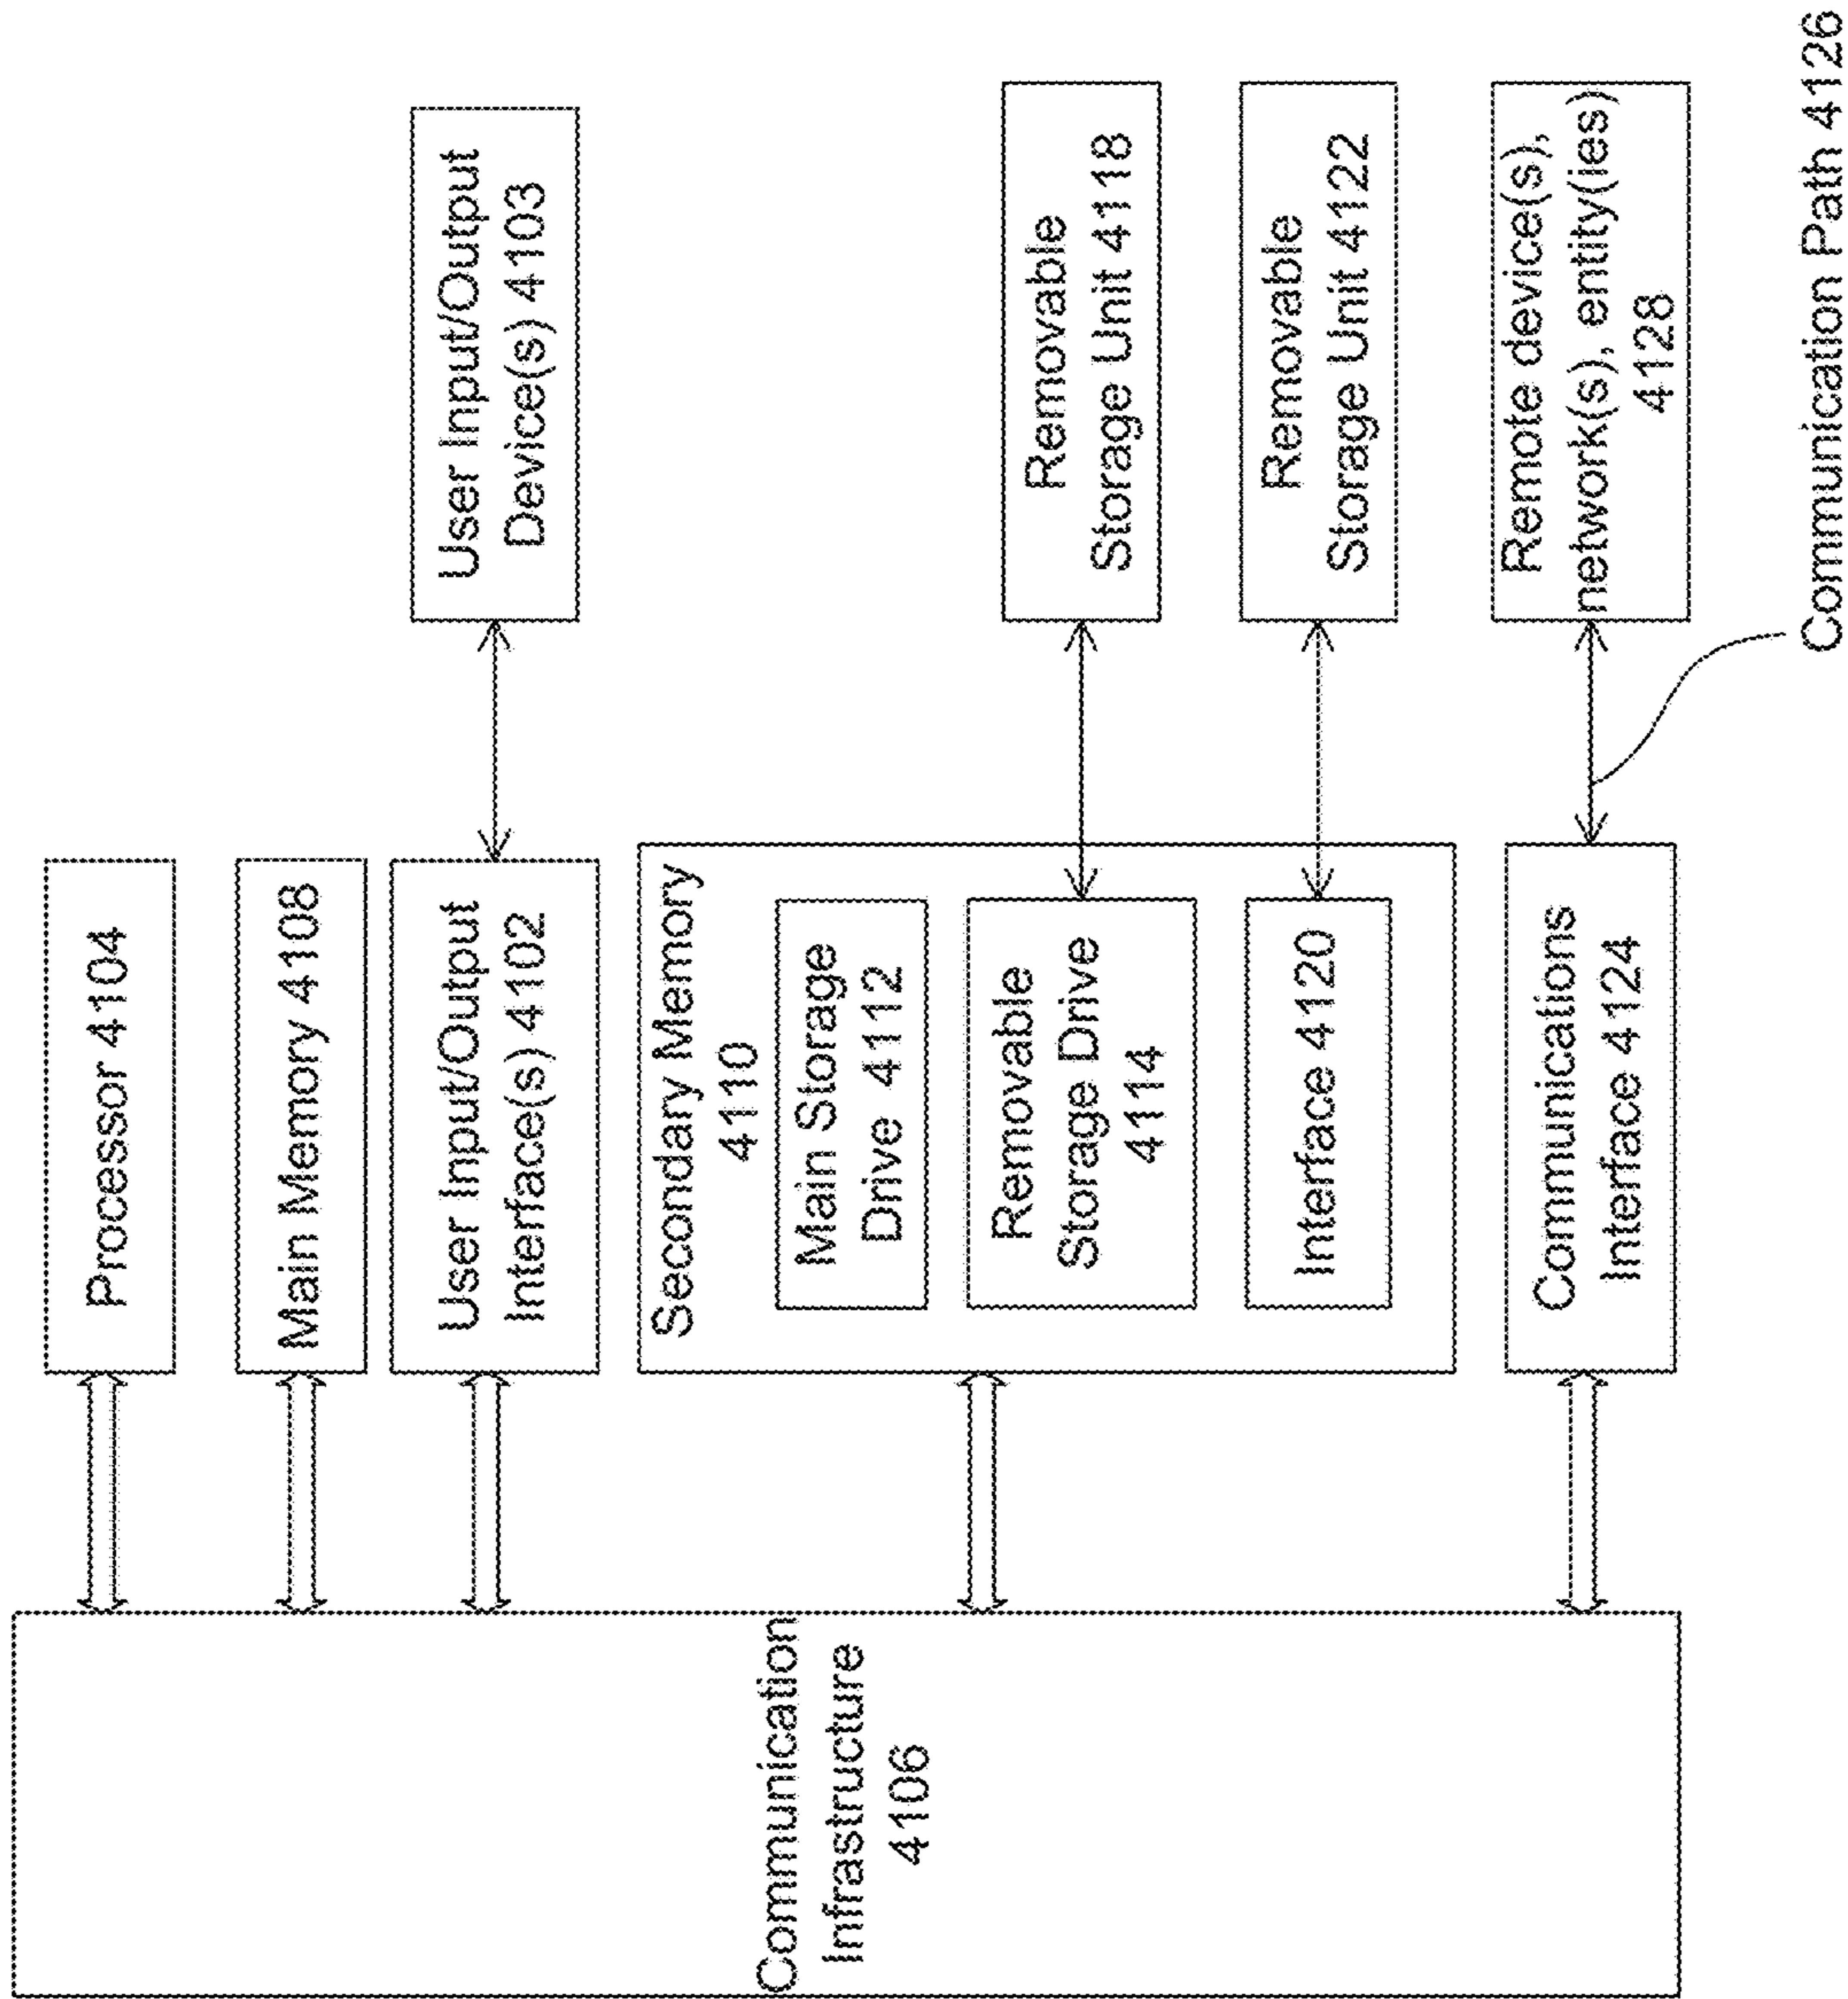 Communication
Infrastructure
4106
Processor 4104
Main Memory 4108
User Input/Output
Interface(s) 4102
User Input/Output
Device(s) 4103
Secondary Memory
4110
Main Storage
Drive 4112
Removable
Storage Drive
4114
Interface 4120
Removable
Storage Unit 4118
Removable
Storage Unit 4122
Communications
Interface 4124
Remote device(s),
network(s), entity(ies)
4128
Communication Path 4126